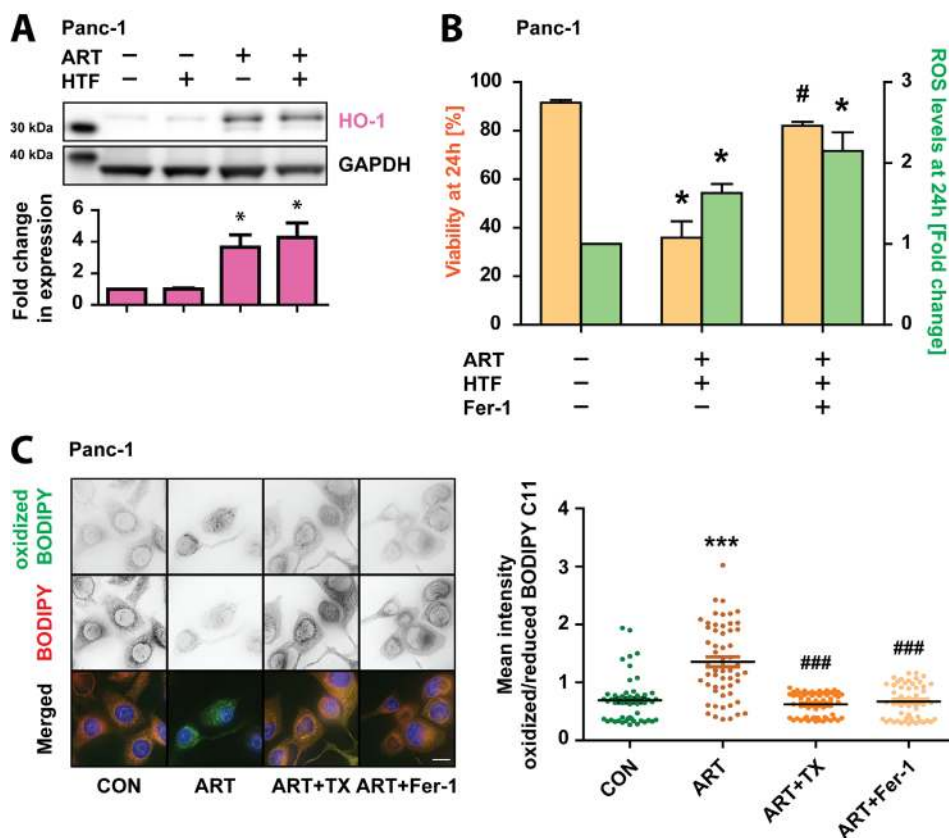 A
Panc-1
ART − − + +
HTF − + − +
30 kDa
HO-1
40 kDa
GAPDH
Fold change
in expression
6
4
2
0
*
*
B
Panc-1
Viability at 24h [%]
100
80
60
40
20
0
*
*
#
*
3
2
1
0
ROS levels at 24h [Fold change]
ART − + +
HTF − + +
Fer-1 − − +
C
Panc-1
oxidized
BODIPY
BODIPY
Merged
CON ART ART+TX ART+Fer-1
Mean intensity
oxidized/reduced BODIPY C11
4
3
2
1
0
***
###
###
CON
ART
ART+TX
ART+Fer-1